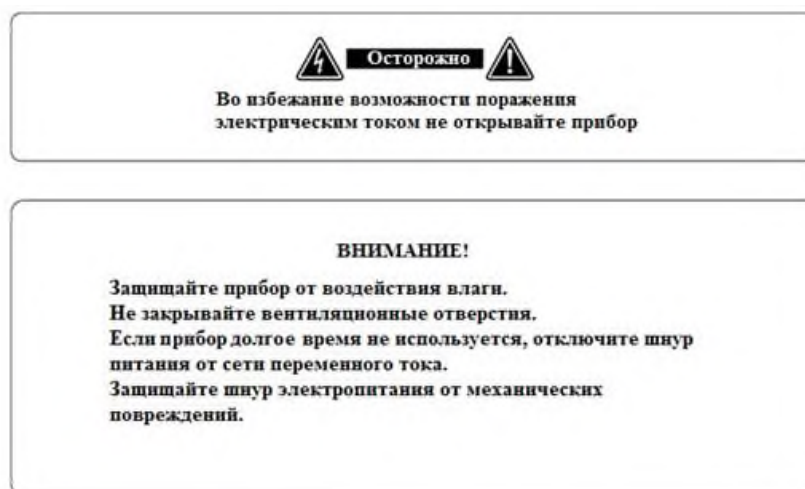 Осторожно
Во избежание возможности поражения
электрическим током не открывайте прибор
ВНИМАНИЕ!
Защищайте прибор от воздействия влаги.
Не закрывайте вентиляционные отверстия.
Если прибор долгое время не используется, отключите шнур
питания от сети переменного тока.
Защищайте шнур электропитания от механических
повреждений.